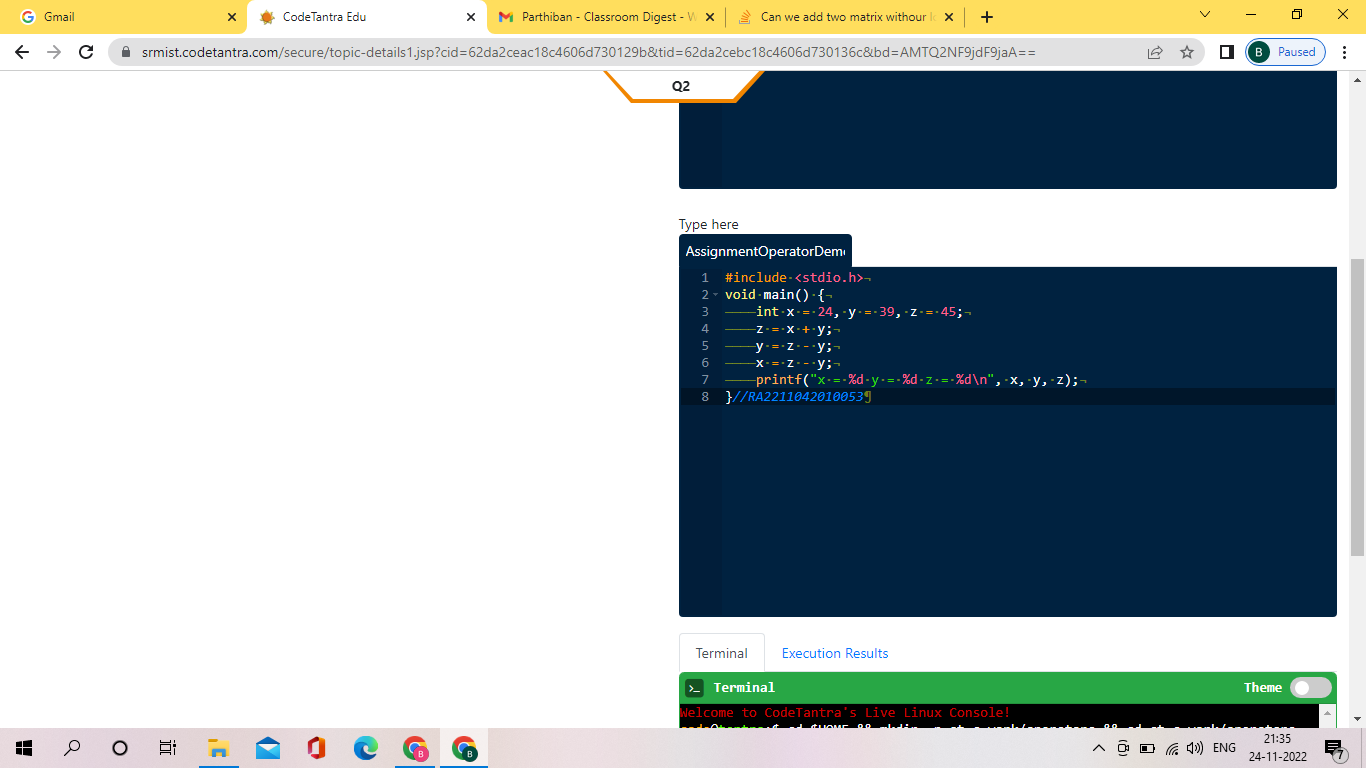 Gmail
CodeTantra Edu
Parthiban - Classroom Digest - W
Can we add two matrix withour l
srmist.codetantra.com/secure/topic-details1.jsp?cid=62da2ceac18c4606d730129b&tid=62da2cebc18c4606d730136c&bd=AMTQ2NF9jdF9jaA==
B Paused
Q2
Type here
AssignmentOperatorDem
1 #include <stdio.h>
2 void main() {
3 int x = 24, y = 39, z = 45;
4 z = x + y;
5 y = z - y;
6 x = z - y;
7 printf("x = %d y = %d z = %d\n", x, y, z);
8 }//RA2211042010053
Terminal Execution Results
Terminal Theme
Welcome to CodeTantra's Live Linux Console!
B B
ENG
21:35
24-11-2022
7